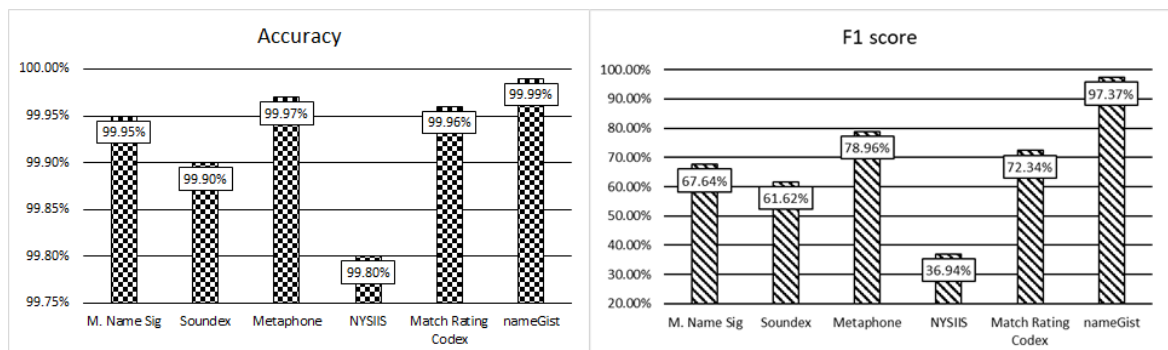 Accuracy
100.00%
99.95%
99.90%
99.85%
99.80%
99.75%
99.95%
99.90%
99.97%
99.80%
99.96%
99.99%
M. Name Sig
Soundex
Metaphone
NYSIIS
Match Rating
Codex
nameGist
F1 score
100.00%
90.00%
80.00%
70.00%
60.00%
50.00%
40.00%
30.00%
20.00%
67.64%
61.62%
78.96%
36.94%
72.34%
97.37%
M. Name Sig
Soundex
Metaphone
NYSIIS
Match Rating
Codex
nameGist